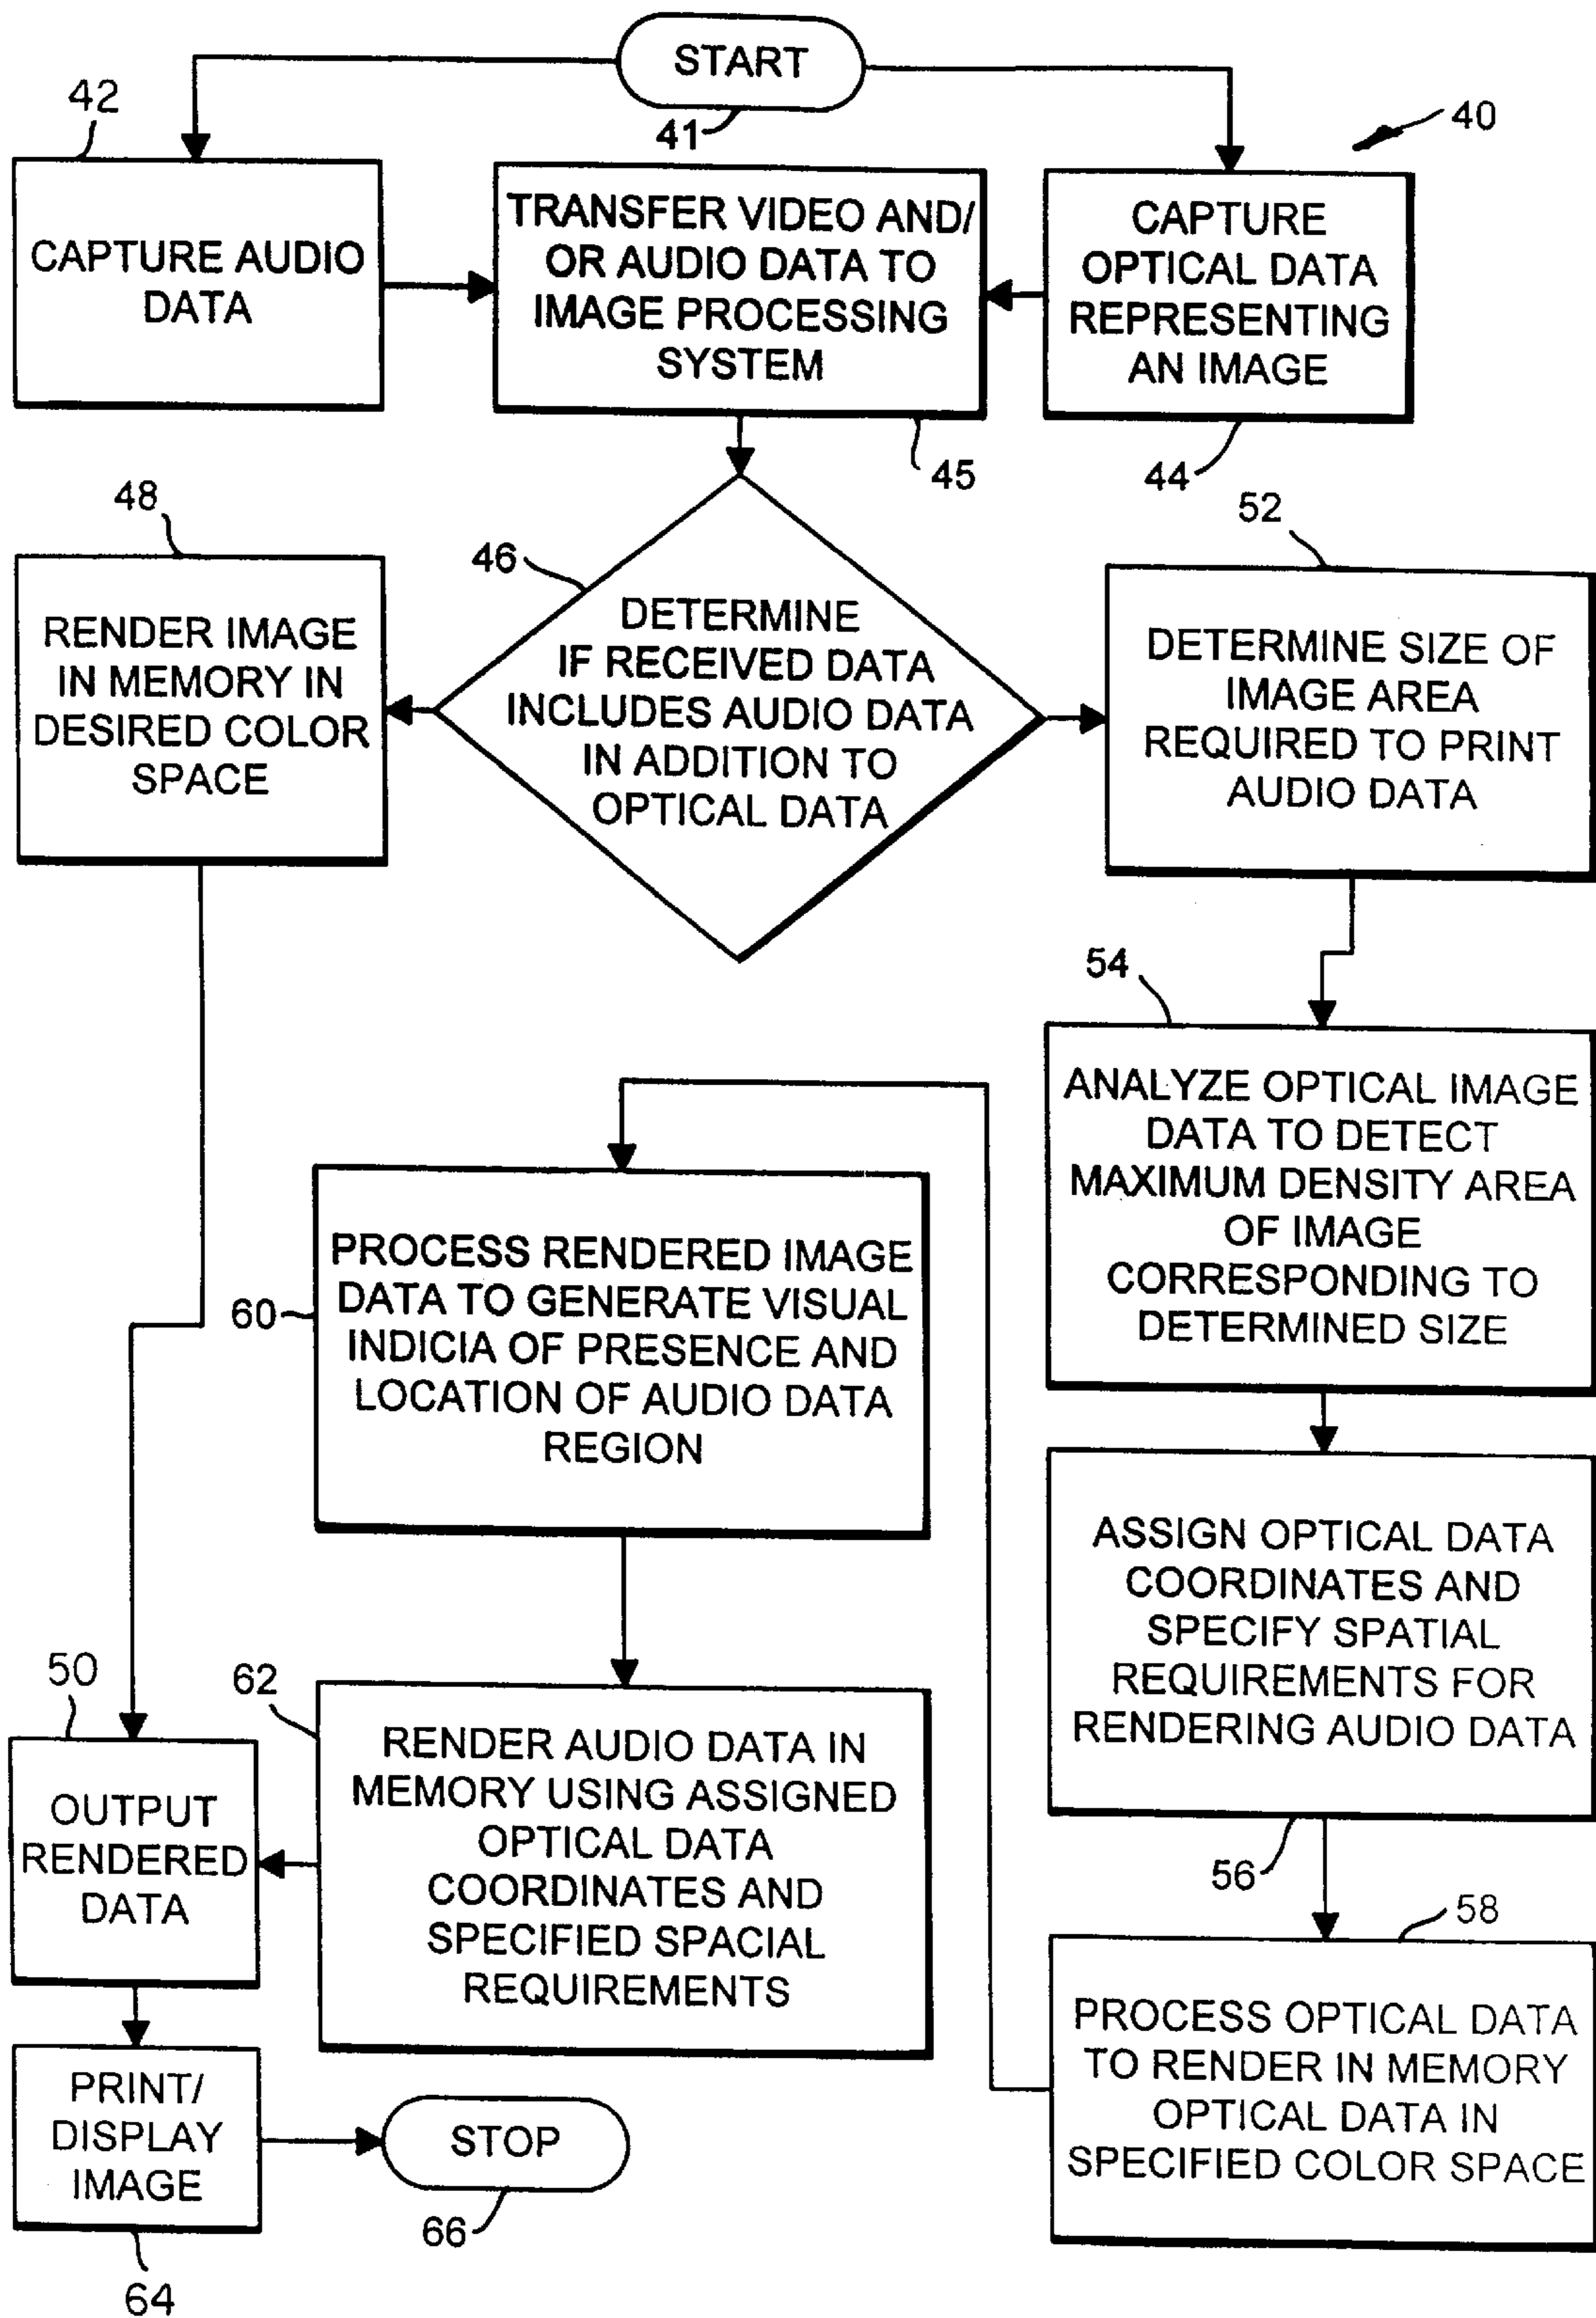 START
41
40
42
CAPTURE AUDIO
DATA
TRANSFER VIDEO AND/
OR AUDIO DATA TO
IMAGE PROCESSING
SYSTEM
45
CAPTURE
OPTICAL DATA
REPRESENTING
AN IMAGE
44
46
DETERMINE
IF RECEIVED DATA
INCLUDES AUDIO DATA
IN ADDITION TO
OPTICAL DATA
48
RENDER IMAGE
IN MEMORY IN
DESIRED COLOR
SPACE
52
DETERMINE SIZE OF
IMAGE AREA
REQUIRED TO PRINT
AUDIO DATA
54
ANALYZE OPTICAL IMAGE
DATA TO DETECT
MAXIMUM DENSITY AREA
OF IMAGE
CORRESPONDING TO
DETERMINED SIZE
ASSIGN OPTICAL DATA
COORDINATES AND
SPECIFY SPATIAL
REQUIREMENTS FOR
RENDERING AUDIO DATA
56
58
PROCESS OPTICAL DATA
TO RENDER IN MEMORY
OPTICAL DATA IN
SPECIFIED COLOR SPACE
60
PROCESS RENDERED IMAGE
DATA TO GENERATE VISUAL
INDICIA OF PRESENCE AND
LOCATION OF AUDIO DATA
REGION
62
RENDER AUDIO DATA IN
MEMORY USING ASSIGNED
OPTICAL DATA
COORDINATES AND
SPECIFIED SPACIAL
REQUIREMENTS
50
OUTPUT
RENDERED
DATA
PRINT/
DISPLAY
IMAGE
64
STOP
66